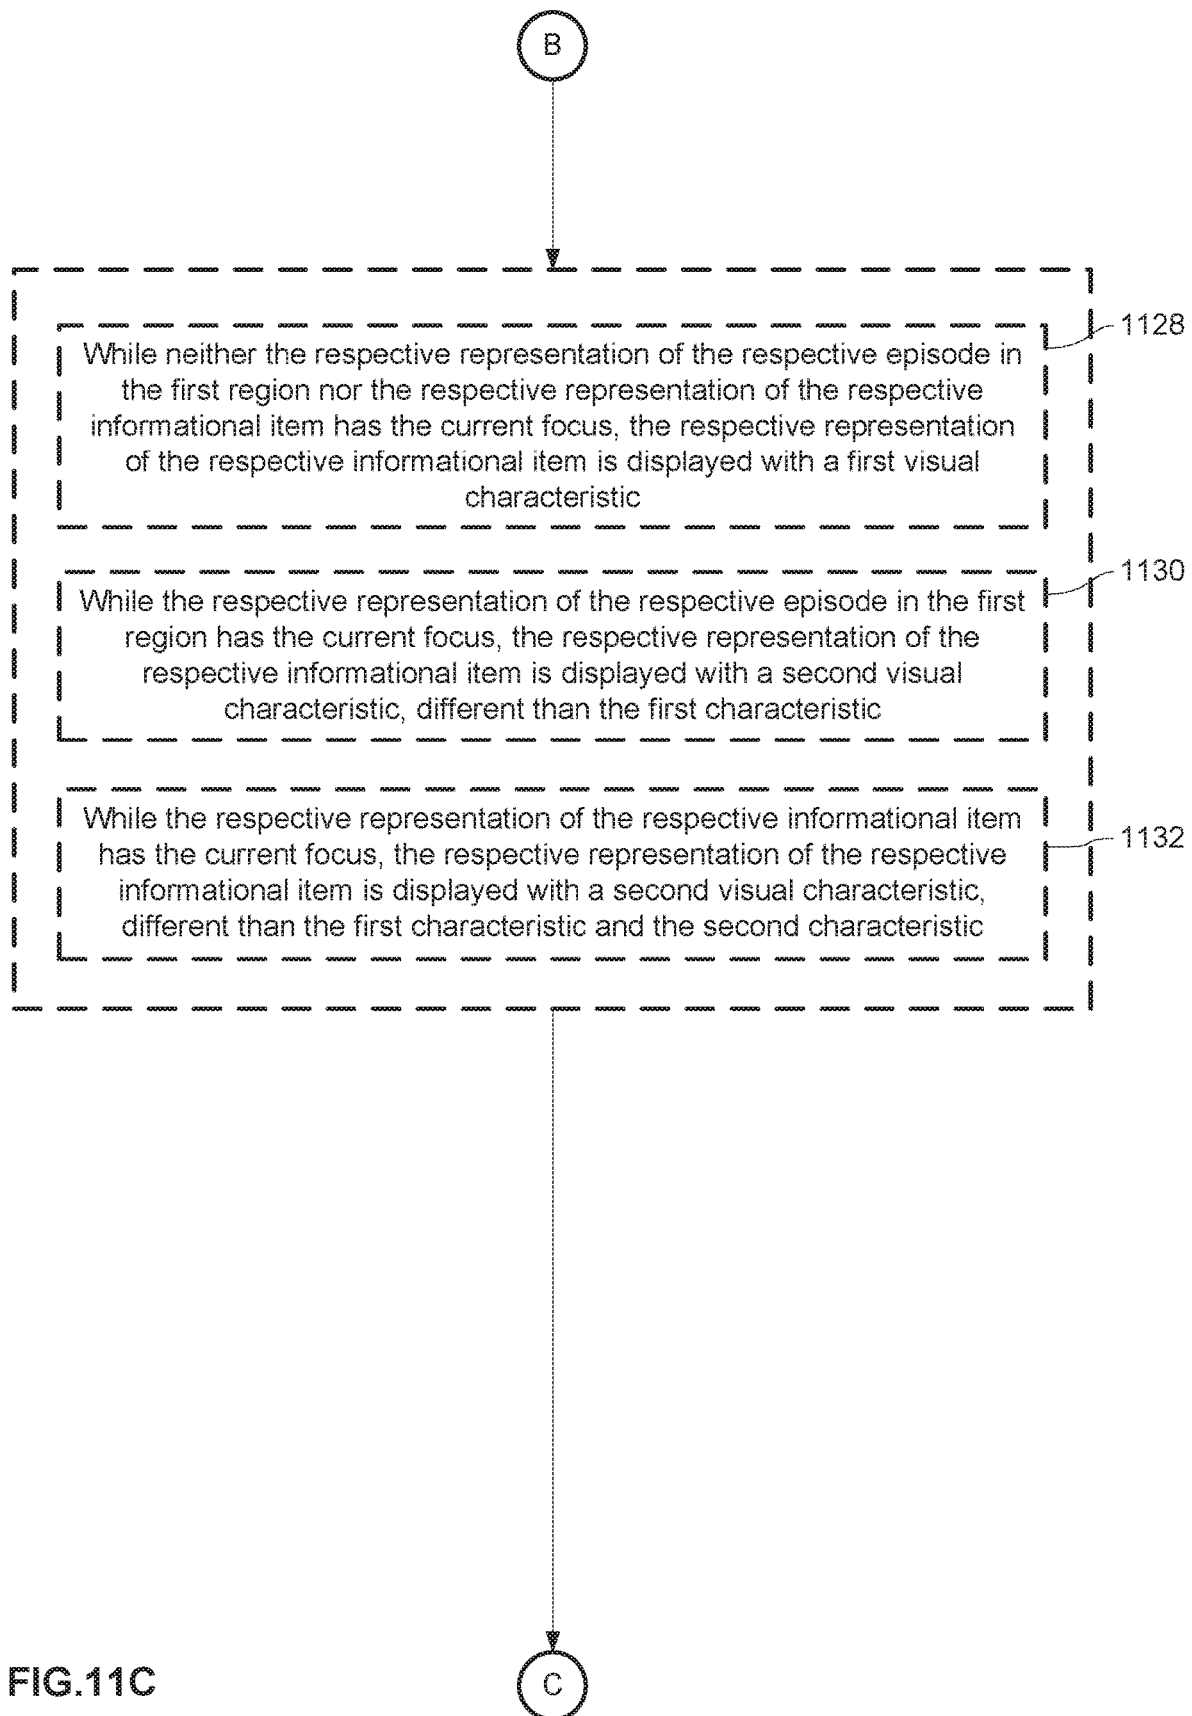 B
1128
While neither the respective representation of the respective episode in
the first region nor the respective representation of the respective
informational item has the current focus, the respective representation
of the respective informational item is displayed with a first visual
characteristic
1130
While the respective representation of the respective episode in the first
region has the current focus, the respective representation of the
respective informational item is displayed with a second visual
characteristic, different than the first characteristic
While the respective representation of the respective informational item
1132
has the current focus, the respective representation of the respective
informational item is displayed with a second visual characteristic,
different than the first characteristic and the second characteristic
FIG.11C
C